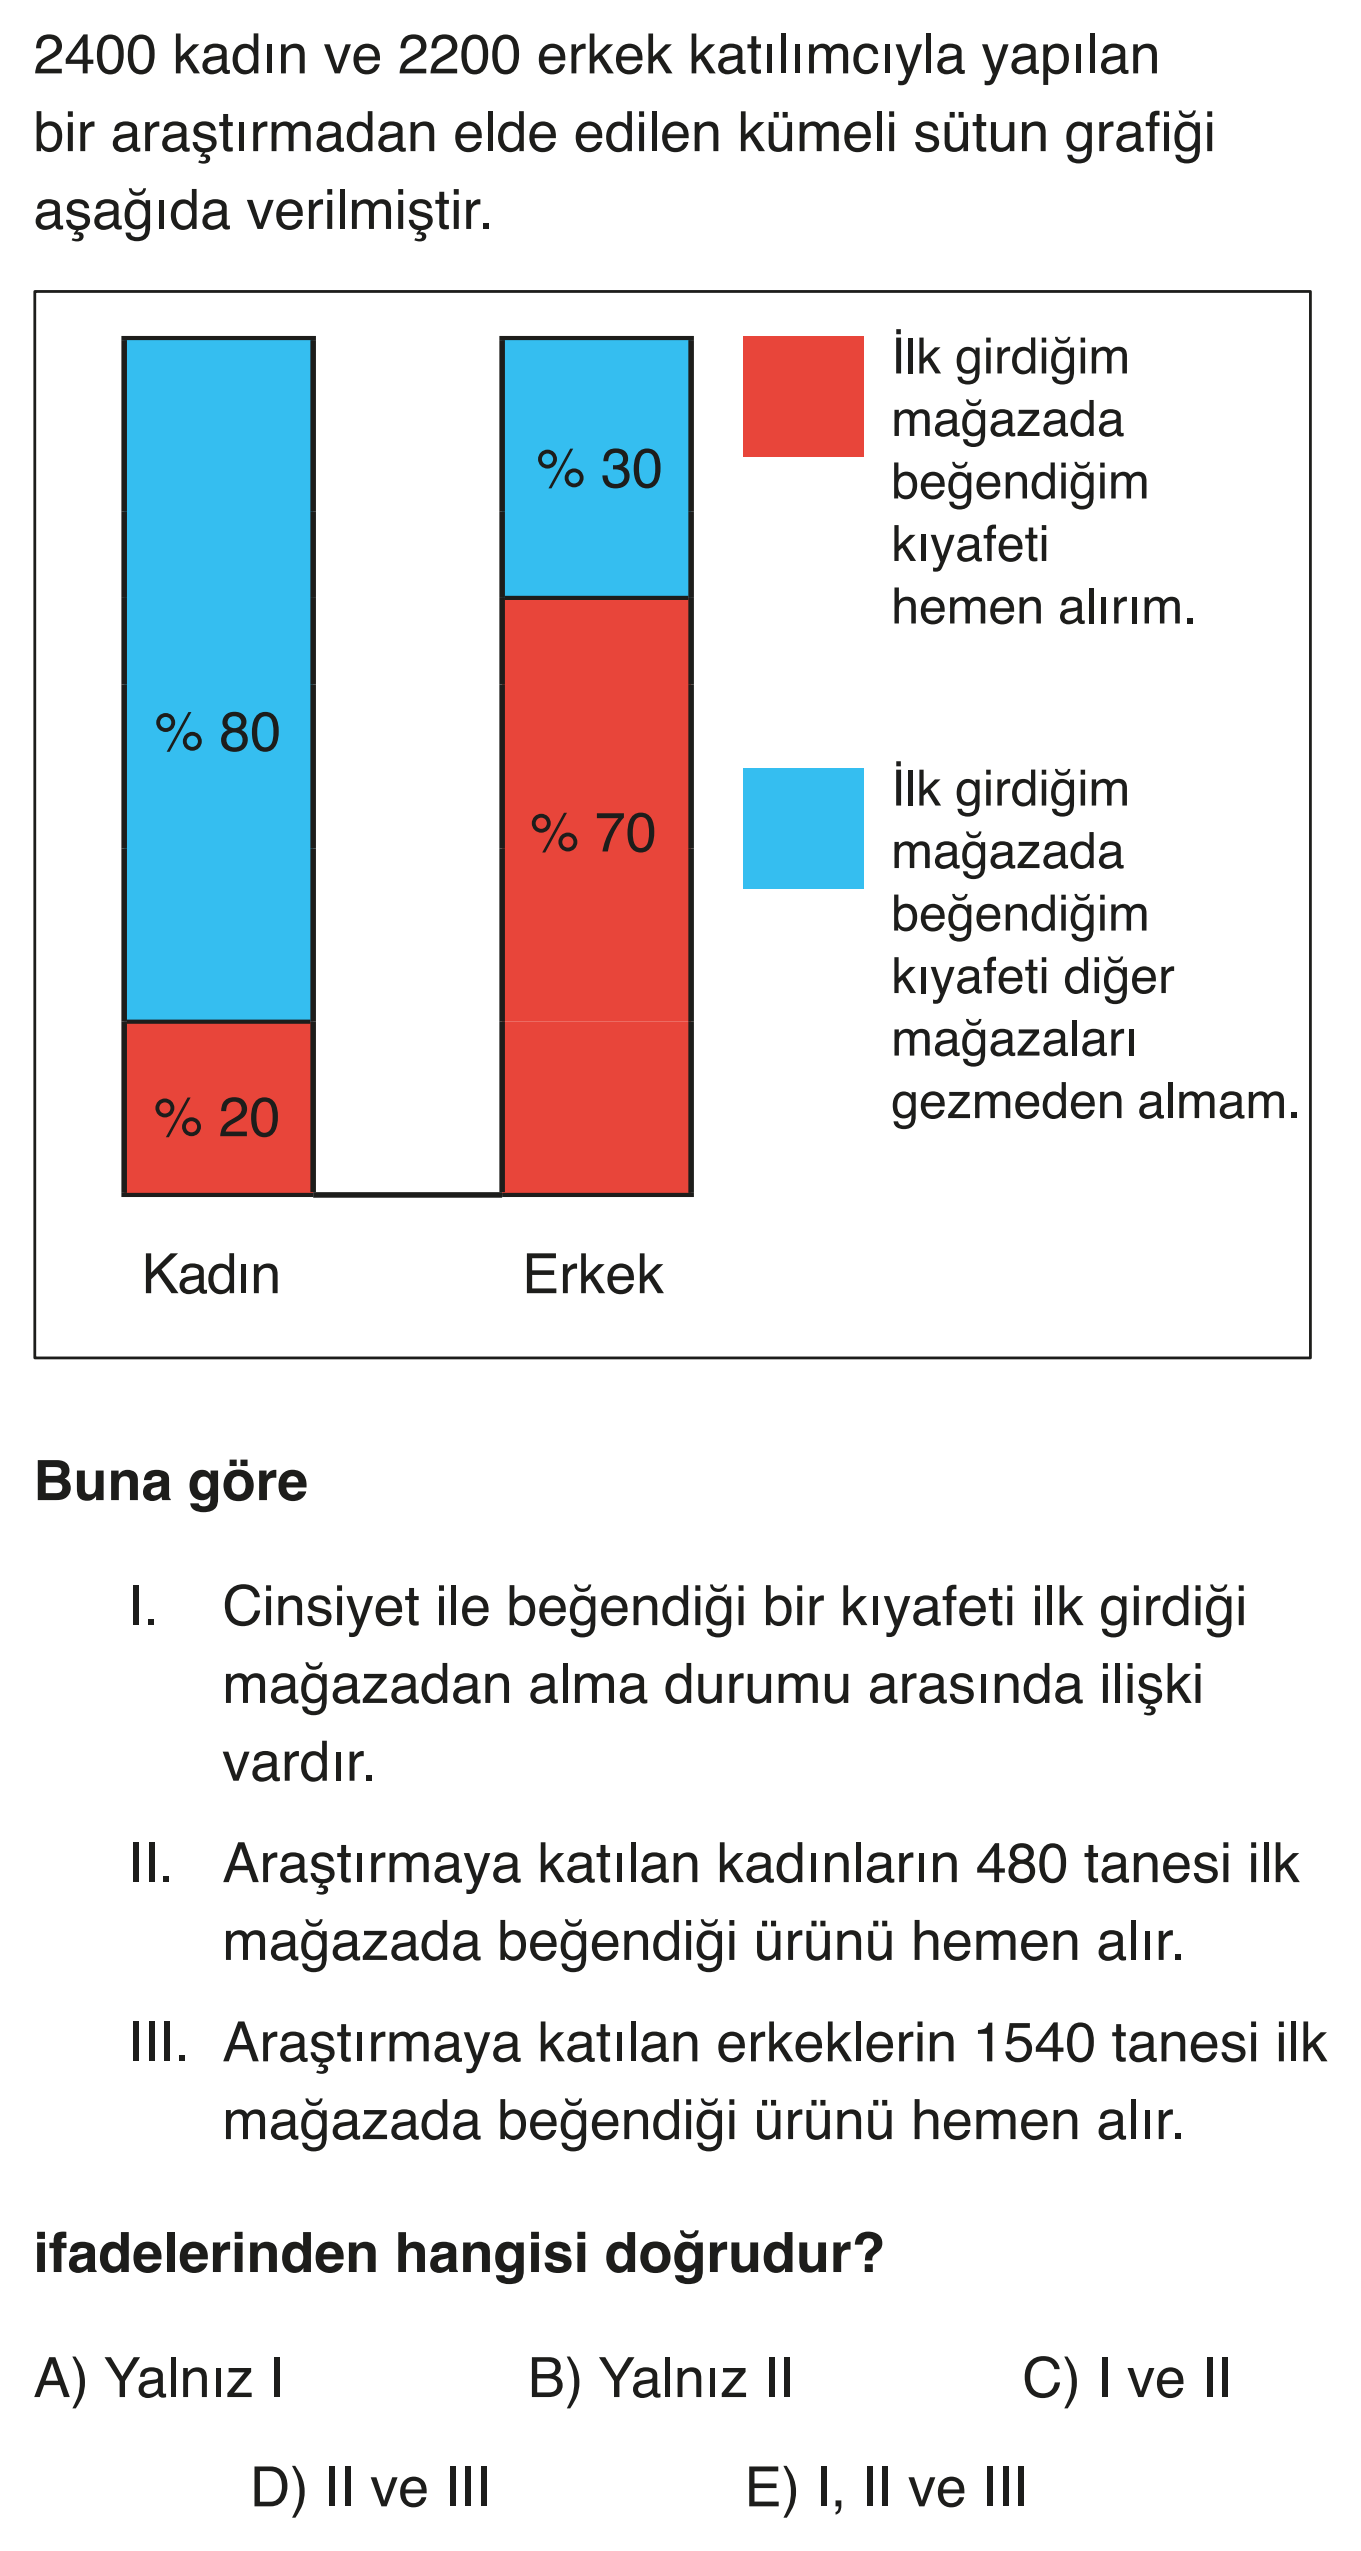 2400 kadın ve 2200 erkek katılımcıyla yapılan
bir araştırmadan elde edilen kümeli sütun grafiği
aşağıda verilmiştir.
% 80
% 20
% 30
% 70
Kadın
Erkek
İlk girdiğim
mağazada
beğendiğim
kıyafeti
hemen alırım.
İlk girdiğim
mağazada
beğendiğim
kıyafeti diğer
mağazaları
gezmeden almam.
Buna göre
I. Cinsiyet ile beğendiği bir kıyafeti ilk girdiği
mağazadan alma durumu arasında ilişki
vardır.
II. Araştırmaya katılan kadınların 480 tanesi ilk
mağazada beğendiği ürünü hemen alır.
III. Araştırmaya katılan erkeklerin 1540 tanesi ilk
mağazada beğendiği ürünü hemen alır.
ifadelerinden hangisi doğrudur?
A) Yalnız I B) Yalnız II C) I ve II
D) II ve III E) I, II ve III